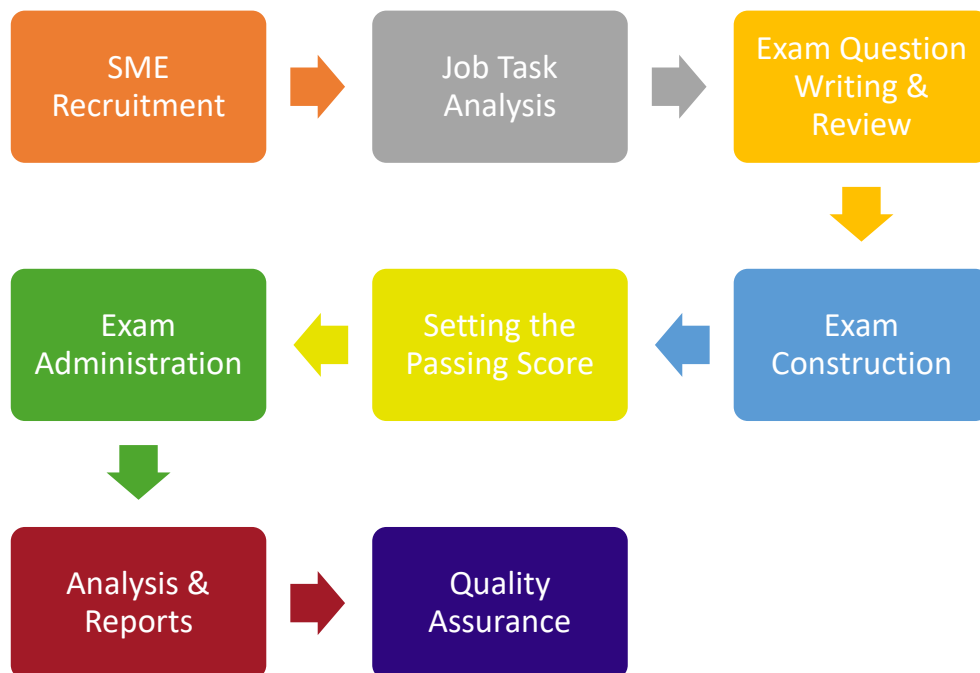 SME
Recruitment
Job Task
Analysis
Exam Question
Writing &
Review
Exam
Construction
Setting the
Passing Score
Exam
Administration
Analysis &
Reports
Quality
Assurance